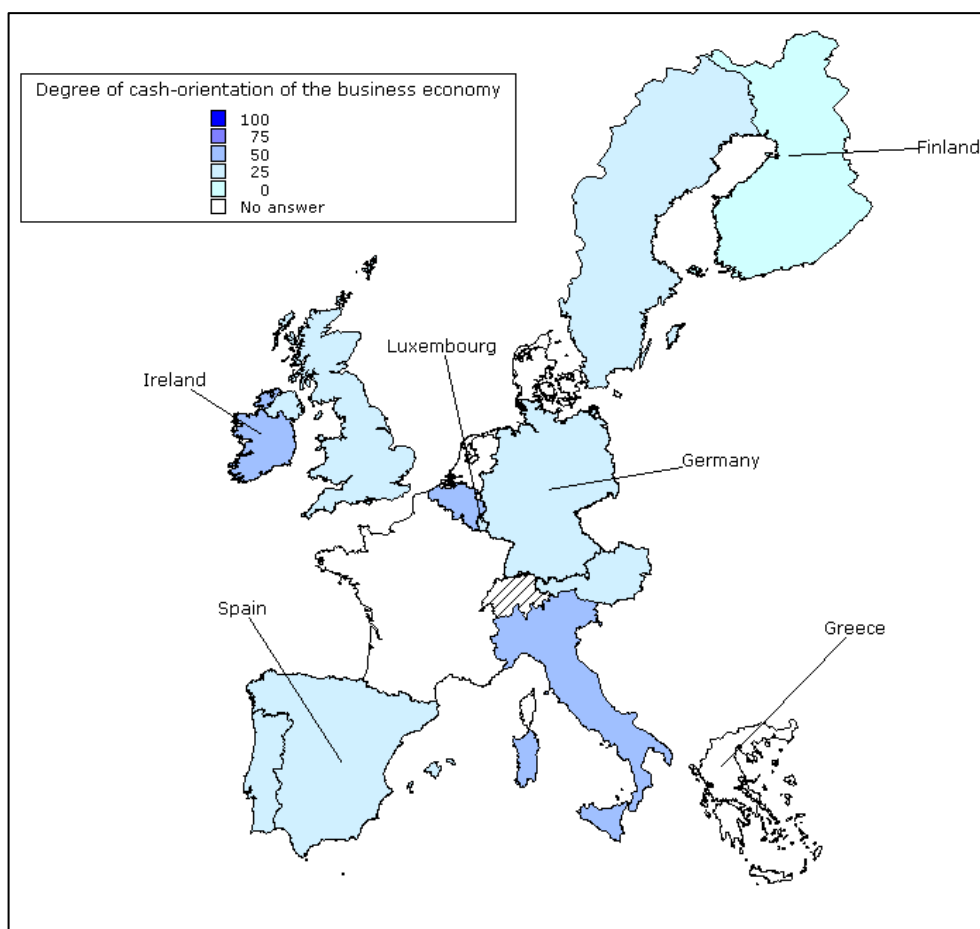 Degree of cash-orientation of the business economy
100
75
50
25
0
No answer
Finland
Luxembourg
Ireland
Germany
Spain
Greece